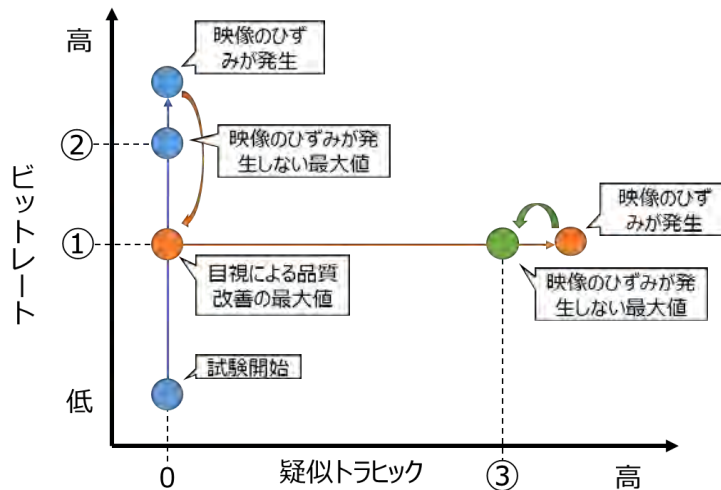 高
映像のひず
みが発生
②
映像のひずみが発
生しない最大値
ビットレート
①
映像のひず
みが発生
目視による品質
改善の最大値
映像のひずみが発
生しない最大値
試験開始
低
0
疑似トラヒック
③
高